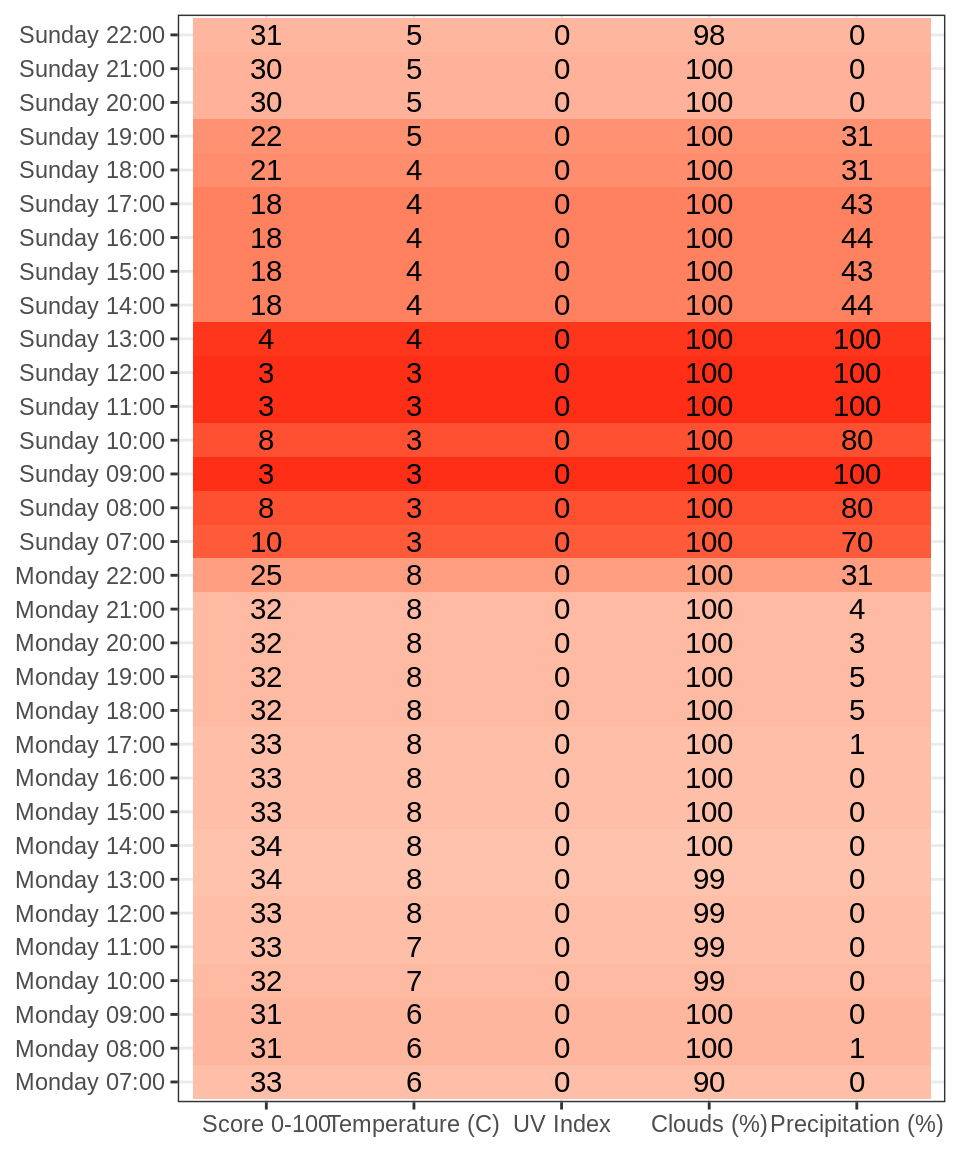 Sunday 22:00 31 5 0 98 0
Sunday 21:00 30 5 0 100 0
Sunday 20:00 30 5 0 100 0
Sunday 19:00 22 5 0 100 31
Sunday 18:00 21 4 0 100 31
Sunday 17:00 18 4 0 100 43
Sunday 16:00 18 4 0 100 44
Sunday 15:00 18 4 0 100 43
Sunday 14:00 18 4 0 100 44
Sunday 13:00 4 4 0 100 100
Sunday 12:00 3 3 0 100 100
Sunday 11:00 3 3 0 100 100
Sunday 10:00 8 3 0 100 80
Sunday 09:00 3 3 0 100 100
Sunday 08:00 8 3 0 100 80
Sunday 07:00 10 3 0 100 70
Monday 22:00 25 8 0 100 31
Monday 21:00 32 8 0 100 4
Monday 20:00 32 8 0 100 3
Monday 19:00 32 8 0 100 5
Monday 18:00 32 8 0 100 5
Monday 17:00 33 8 0 100 1
Monday 16:00 33 8 0 100 0
Monday 15:00 33 8 0 100 0
Monday 14:00 34 8 0 100 0
Monday 13:00 34 8 0 99 0
Monday 12:00 33 8 0 99 0
Monday 11:00 33 7 0 99 0
Monday 10:00 32 7 0 99 0
Monday 09:00 31 6 0 100 0
Monday 08:00 31 6 0 100 1
Monday 07:00 33 6 0 90 0
Score 0-100 Temperature (C) UV Index Clouds (%) Precipitation (%)